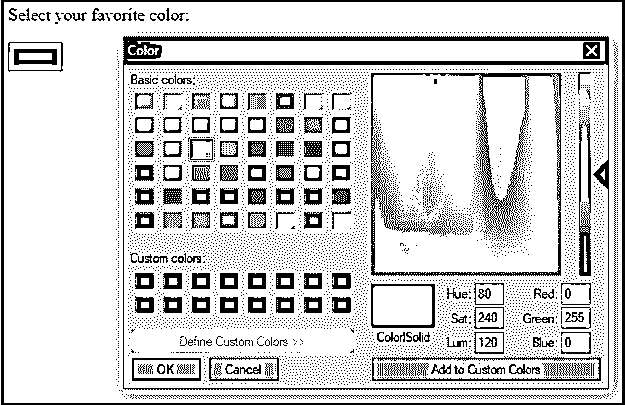 Select your favorite color:
Color
Basic colors:
Custom colors:
Define Custom Colors >>
OK Cancel
Color|Solid
Hue: 80 Red: 0
Sat: 240 Green: 255
Lum: 120 Blue: 0
Add to Custom Colors